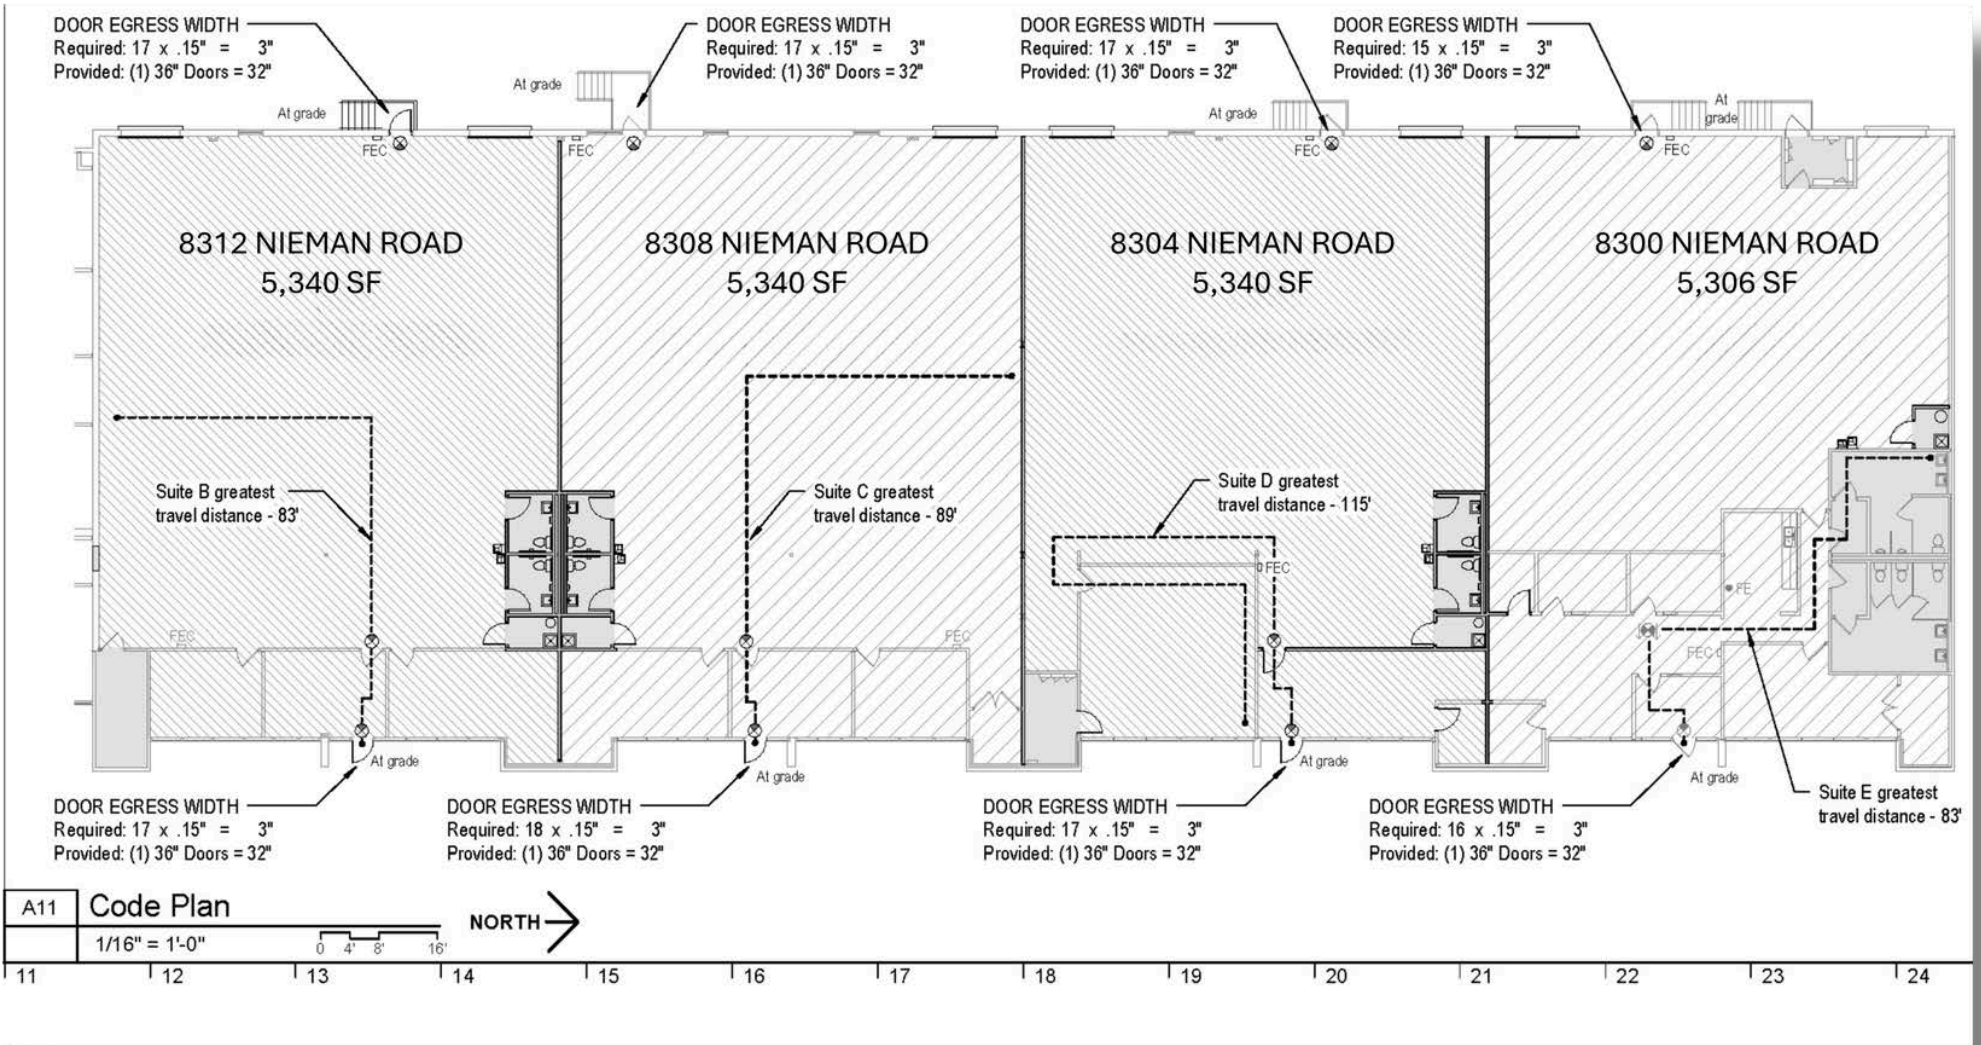 DOOR EGRESS WIDTH
Required: 17 x .15" = 3"
Provided: (1) 36" Doors = 32"
DOOR EGRESS WIDTH
Required: 17 x .15" = 3"
Provided: (1) 36" Doors = 32"
DOOR EGRESS WIDTH
Required: 17 x .15" = 3"
Provided: (1) 36" Doors = 32"
DOOR EGRESS WIDTH
Required: 15 x .15" = 3"
Provided: (1) 36" Doors = 32"
At grade
At grade
At grade
At
grade
FEC
FEC
FEC
FEC
8312 NIEMAN ROAD
5,340 SF
8308 NIEMAN ROAD
5,340 SF
8304 NIEMAN ROAD
5,340 SF
8300 NIEMAN ROAD
5,306 SF
Suite B greatest
travel distance - 83'
Suite C greatest
travel distance - 89'
Suite D greatest
travel distance - 115'
FEC
FE
FEC
FEC
FEC
At grade
At grade
At grade
At grade
Suite E greatest
travel distance - 83'
DOOR EGRESS WIDTH
Required: 17 x .15" = 3"
Provided: (1) 36" Doors = 32"
DOOR EGRESS WIDTH
Required: 18 x .15" = 3"
Provided: (1) 36" Doors = 32"
DOOR EGRESS WIDTH
Required: 17 x .15" = 3"
Provided: (1) 36" Doors = 32"
DOOR EGRESS WIDTH
Required: 16 x .15" = 3"
Provided: (1) 36" Doors = 32"
A11
Code Plan
1/16" = 1'-0"
0 4' 8' 16'
NORTH
11 12 13 14 15 16 17 18 19 20 21 22 23 24